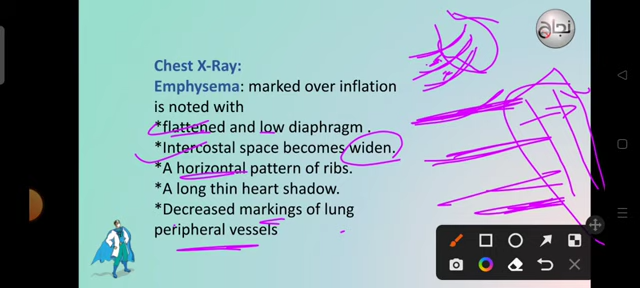 نجاح
Chest X-Ray:
Emphysema: marked over inflation
is noted with
*flattened and low diaphragm .
*Intercostal space becomes widen.
*A horizontal pattern of ribs.
*A long thin heart shadow.
*Decreased markings of lung
peripheral vessels